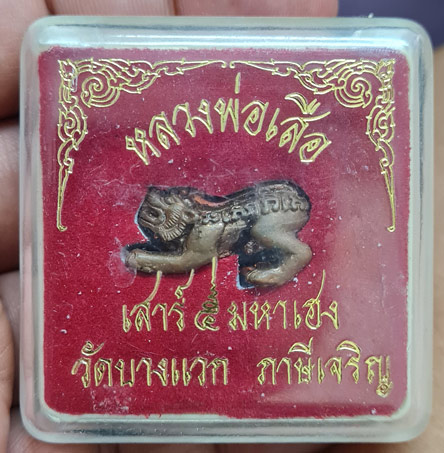 หลวงพ่อเสือ
เสาร์ ๕ มหาเฮง
วัดบางแวก ภาษีเจริญ